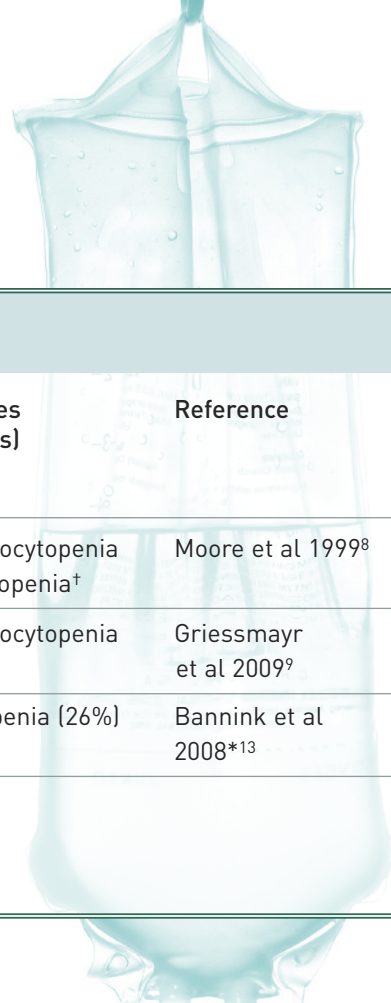 es Reference
s)
ocytopenia Moore et al 1999⁸
openia†
ocytopenia Griessmayr
et al 2009⁹
enia (26%) Bannink et al
2008*¹³